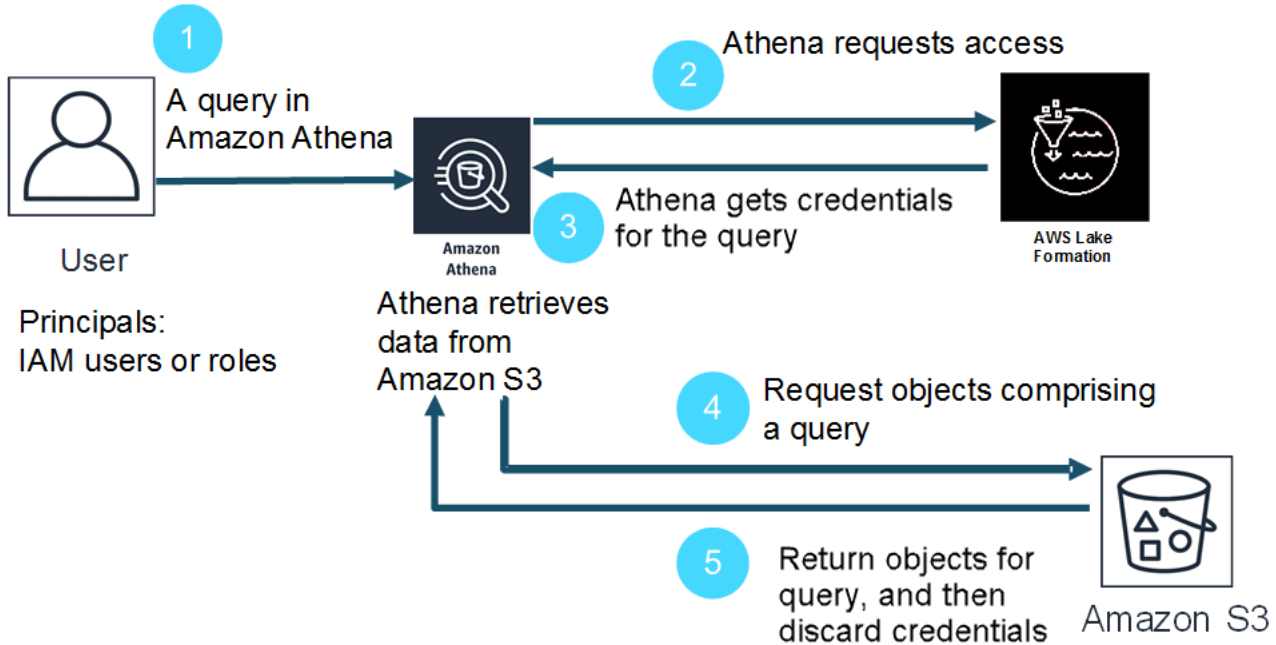 1
A query in
Amazon Athena
User
Principals:
IAM users or roles
Amazon
Athena
2
Athena requests access
3
Athena gets credentials
for the query
AWS Lake
Formation
Athena retrieves
data from
Amazon S3
4
Request objects comprising
a query
5
Return objects for
query, and then
discard credentials
Amazon S3